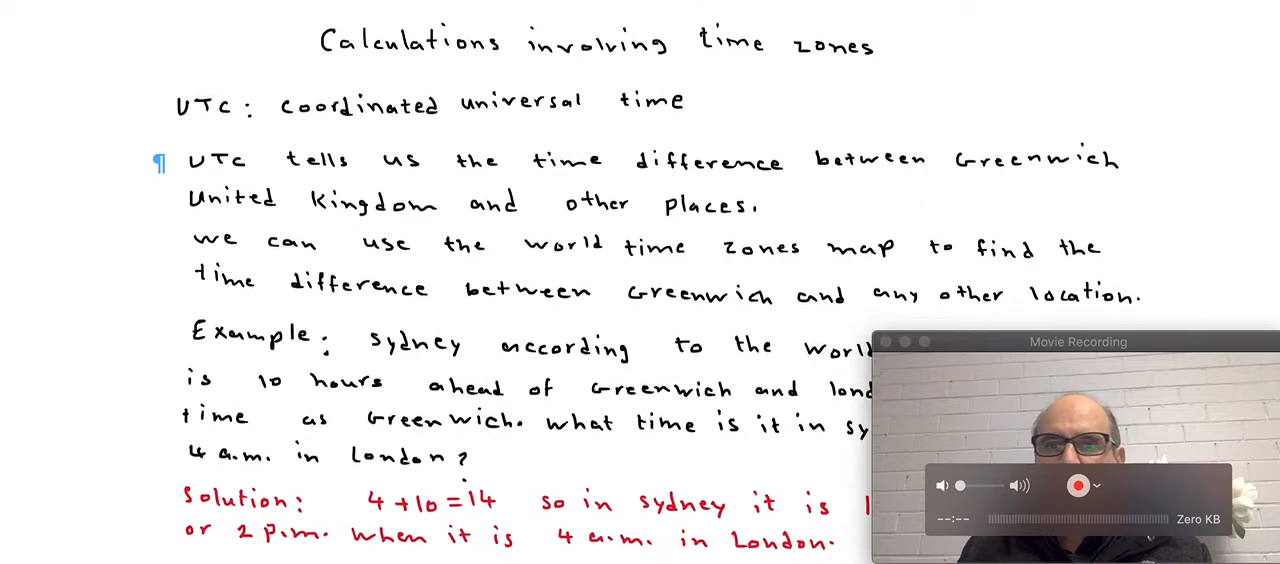 Calculations involving time zones
UTC: coordinated universal time
¶ UTC tells us the time difference between Greenwich
United Kingdom and other places.
we can use the world time zones map to find the
time difference between Greenwich and any other location.
Example: Sydney according to the world
is 10 hours ahead of Greenwich and
time as Greenwich. what time is it in
4 a.m. in London?
Solution: 4 + 10 = 14 so in sydney it is
or 2 p.m. when it is 4 a.m. in London.
Movie Recording
--:-- Zero KB